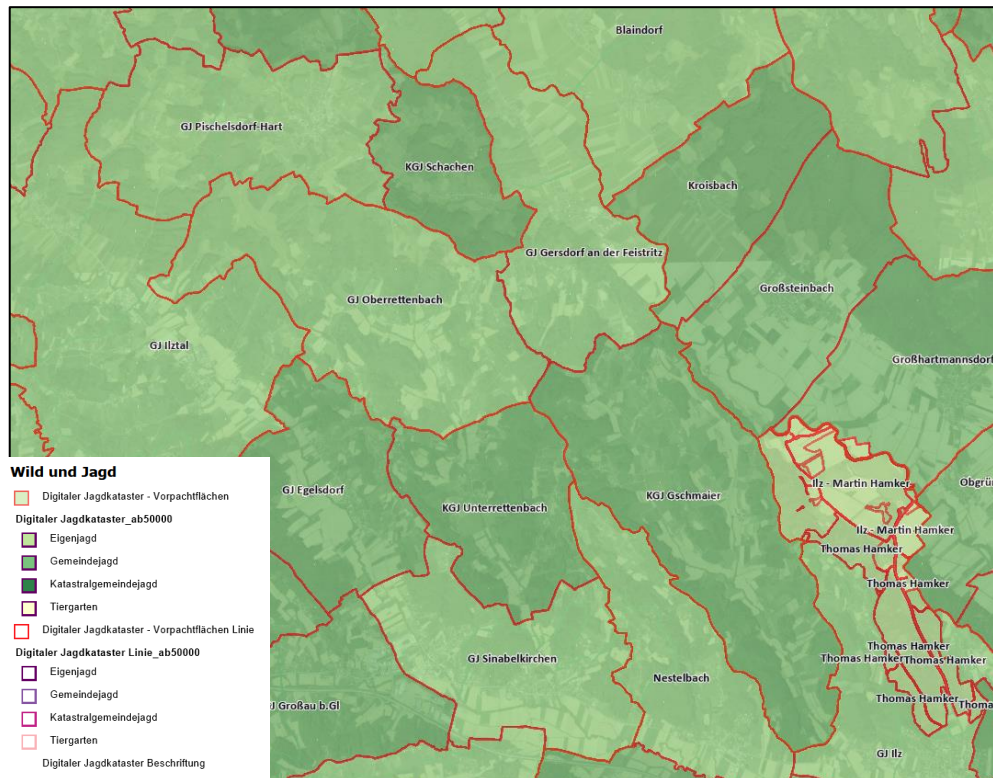 Blaindorf
GJ Pischelsdorf-Hart
KGJ Schachen
Kroisbach
GJ Gersdorf an der Feistritz
Großsteinbach
GJ Oberrettenbach
GJ Ilztal
Großhartmannsdorf
Wild und Jagd
Digitaler Jagdkataster - Vorpachtflächen
Digitaler Jagdkataster_ab50000
Eigenjagd
Gemeindejagd
Katastralgemeindejagd
Tiergarten
Digitaler Jagdkataster - Vorpachtflächen Linie
Digitaler Jagdkataster Linie_ab50000
Eigenjagd
Gemeindejagd
Katastralgemeindejagd
Tiergarten
Digitaler Jagdkataster Beschriftung
GJ Egelsdorf
KGJ Unterrettenbach
KGJ Gschmaier
Ilz - Martin Hamker
Obgrün
Ilz - Martin Hamker
Thomas Hamker
Thomas Hamker
Thomas Hamker
GJ Sinabelkirchen
Thomas Hamker
Thomas Hamker
Nestelbach
Thomas Hamker
Thoma
J Großau b.Gl
GJ Ilz